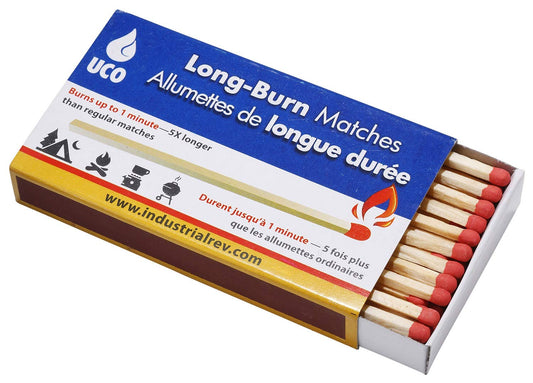 UCO
Long-Burn Matches
Allumettes de longue durée
Burns up to 1 minute—5X longer
than regular matches
Durent jusqu'à 1 minute — 5 fois plus
que les allumettes ordinaires
www.industrialrev.com